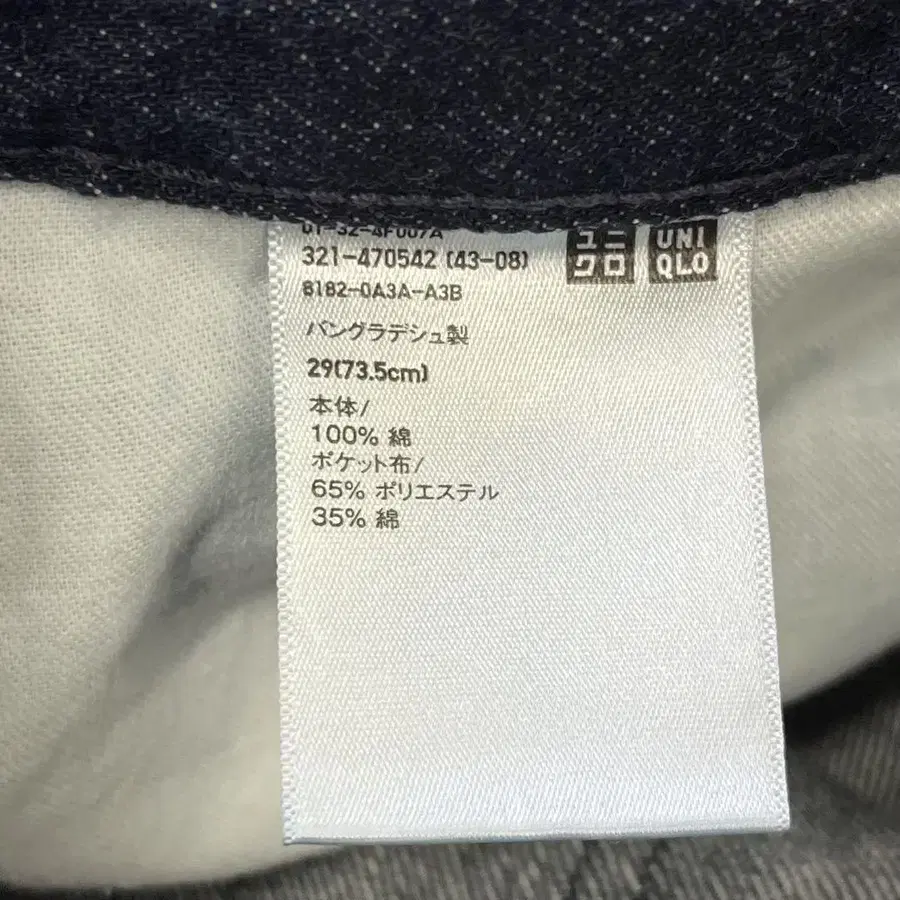 321-470542 (43-08)
8182-0A3A-A3B
ユニ
クロ
UNI
QLO
バングラデシュ製
29(73.5cm)
本体/
100% 綿
ポケット布/
65% ポリエステル
35% 綿